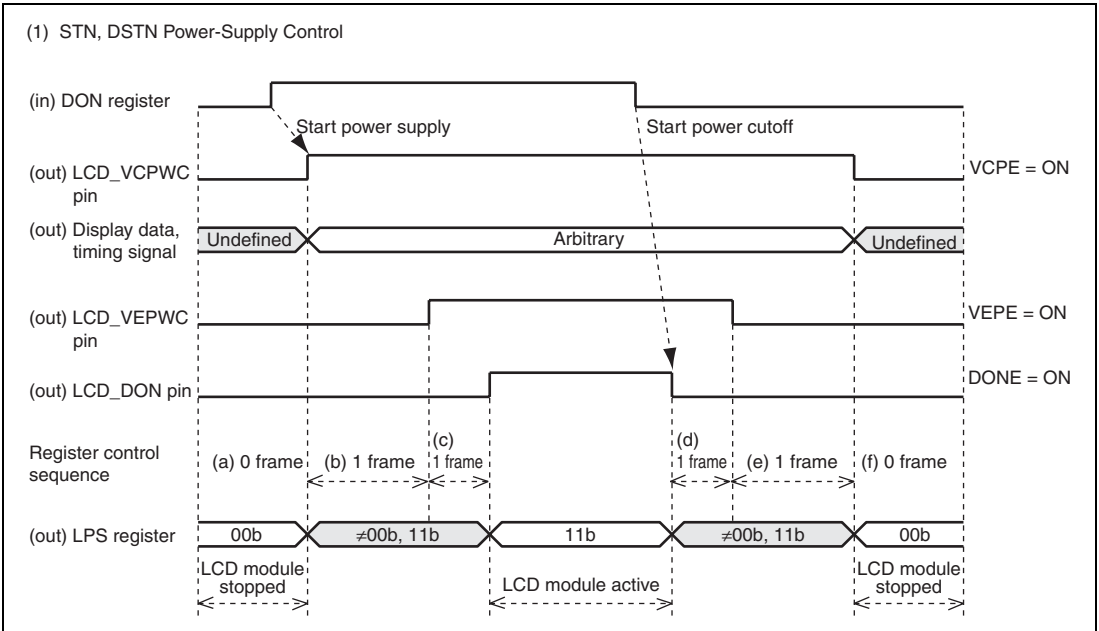 (1) STN, DSTN Power-Supply Control
(in) DON register
Start power supply
Start power cutoff
(out) LCD_VCPWC
pin
VCPE = ON
(out) Display data,
timing signal
Undefined
Arbitrary
Undefined
(out) LCD_VEPWC
pin
VEPE = ON
(out) LCD_DON pin
DONE = ON
Register control
sequence
(a) 0 frame
(b) 1 frame
(c)
1 frame
(d)
1 frame
(e) 1 frame
(f) 0 frame
(out) LPS register
00b
≠00b, 11b
11b
≠00b, 11b
00b
LCD module
stopped
LCD module active
LCD module
stopped